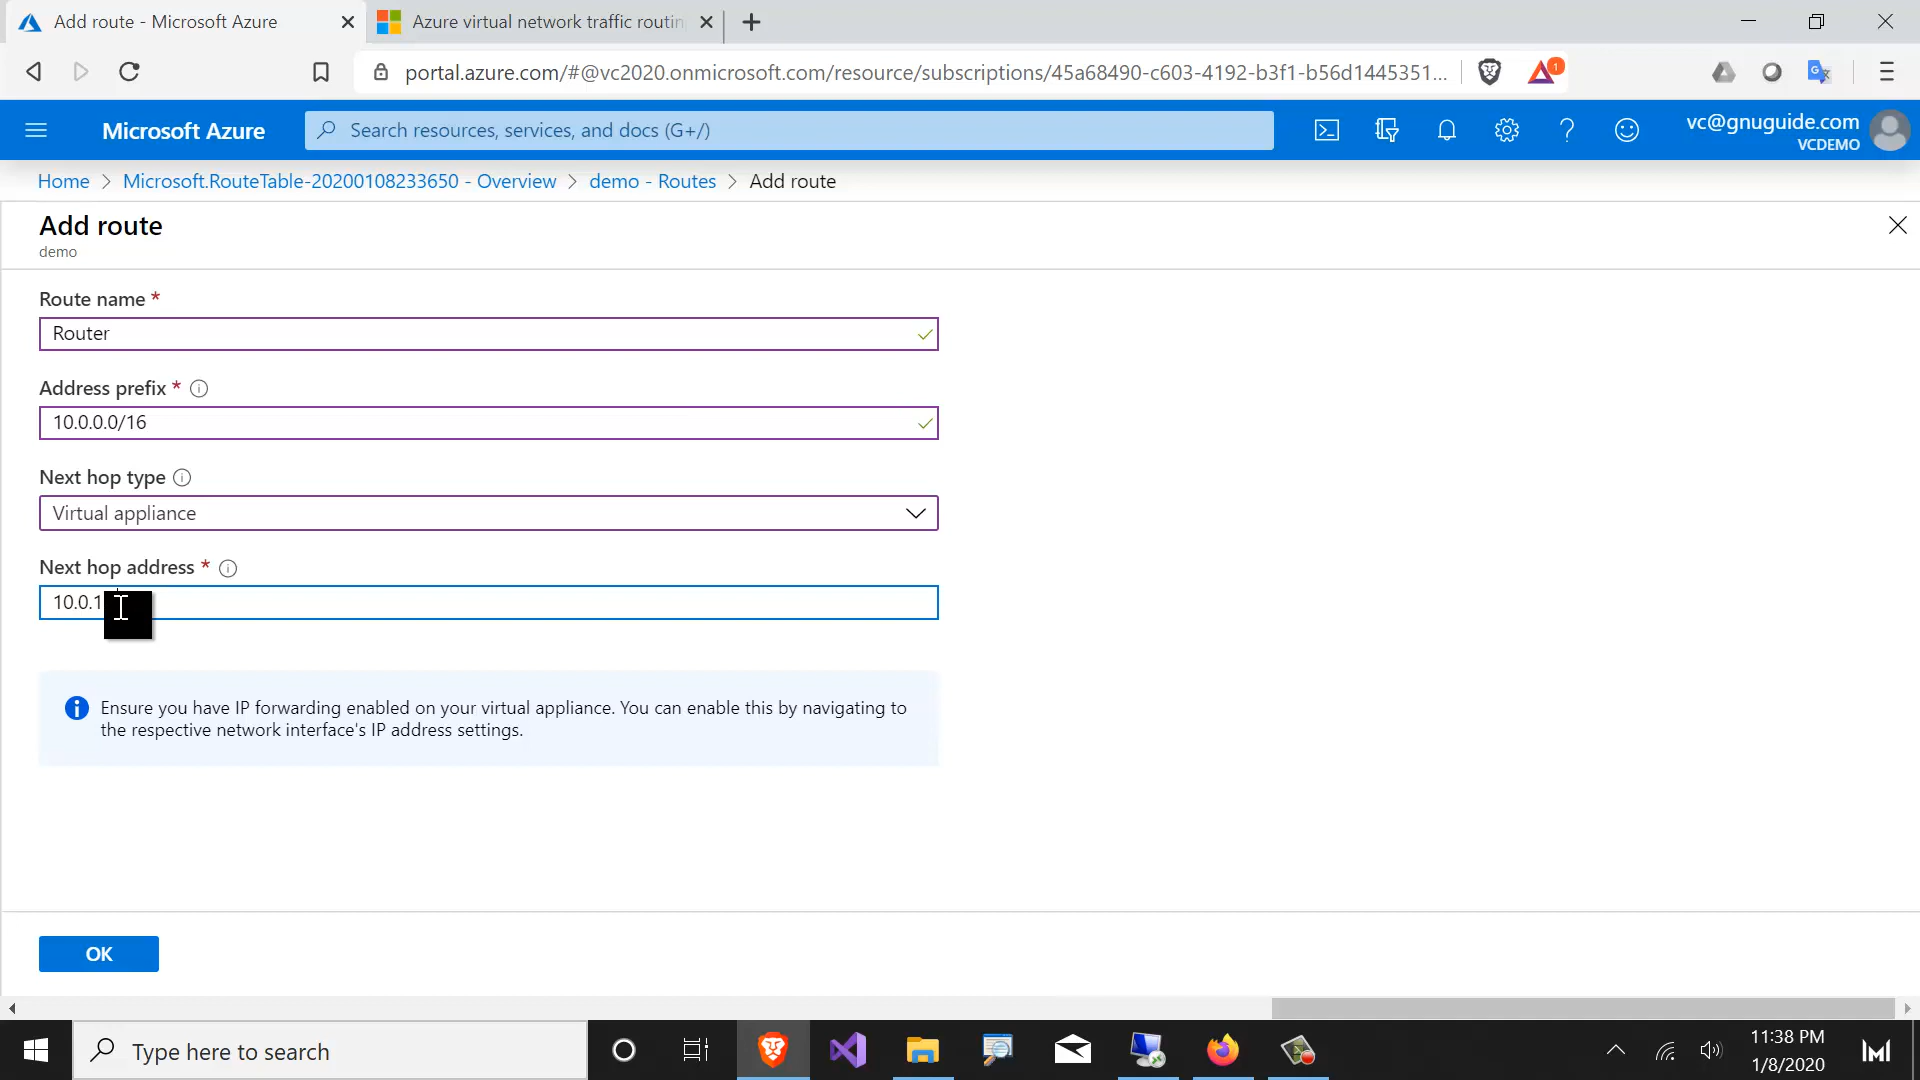 Add route - Microsoft Azure
Azure virtual network traffic routin
portal.azure.com/#@vc2020.onmicrosoft.com/resource/subscriptions/45a68490-c603-4192-b3f1-b56d1445351...
1
Microsoft Azure
Search resources, services, and docs (G+/)
vc@gnuguide.com
VCDEMO
Home > Microsoft.RouteTable-20200108233650 - Overview > demo - Routes > Add route
Add route
demo
Route name *
Router
Address prefix *
10.0.0.0/16
Next hop type
Virtual appliance
Next hop address *
10.0.1
Ensure you have IP forwarding enabled on your virtual appliance. You can enable this by navigating to
the respective network interface's IP address settings.
OK
Type here to search
11:38 PM
1/8/2020